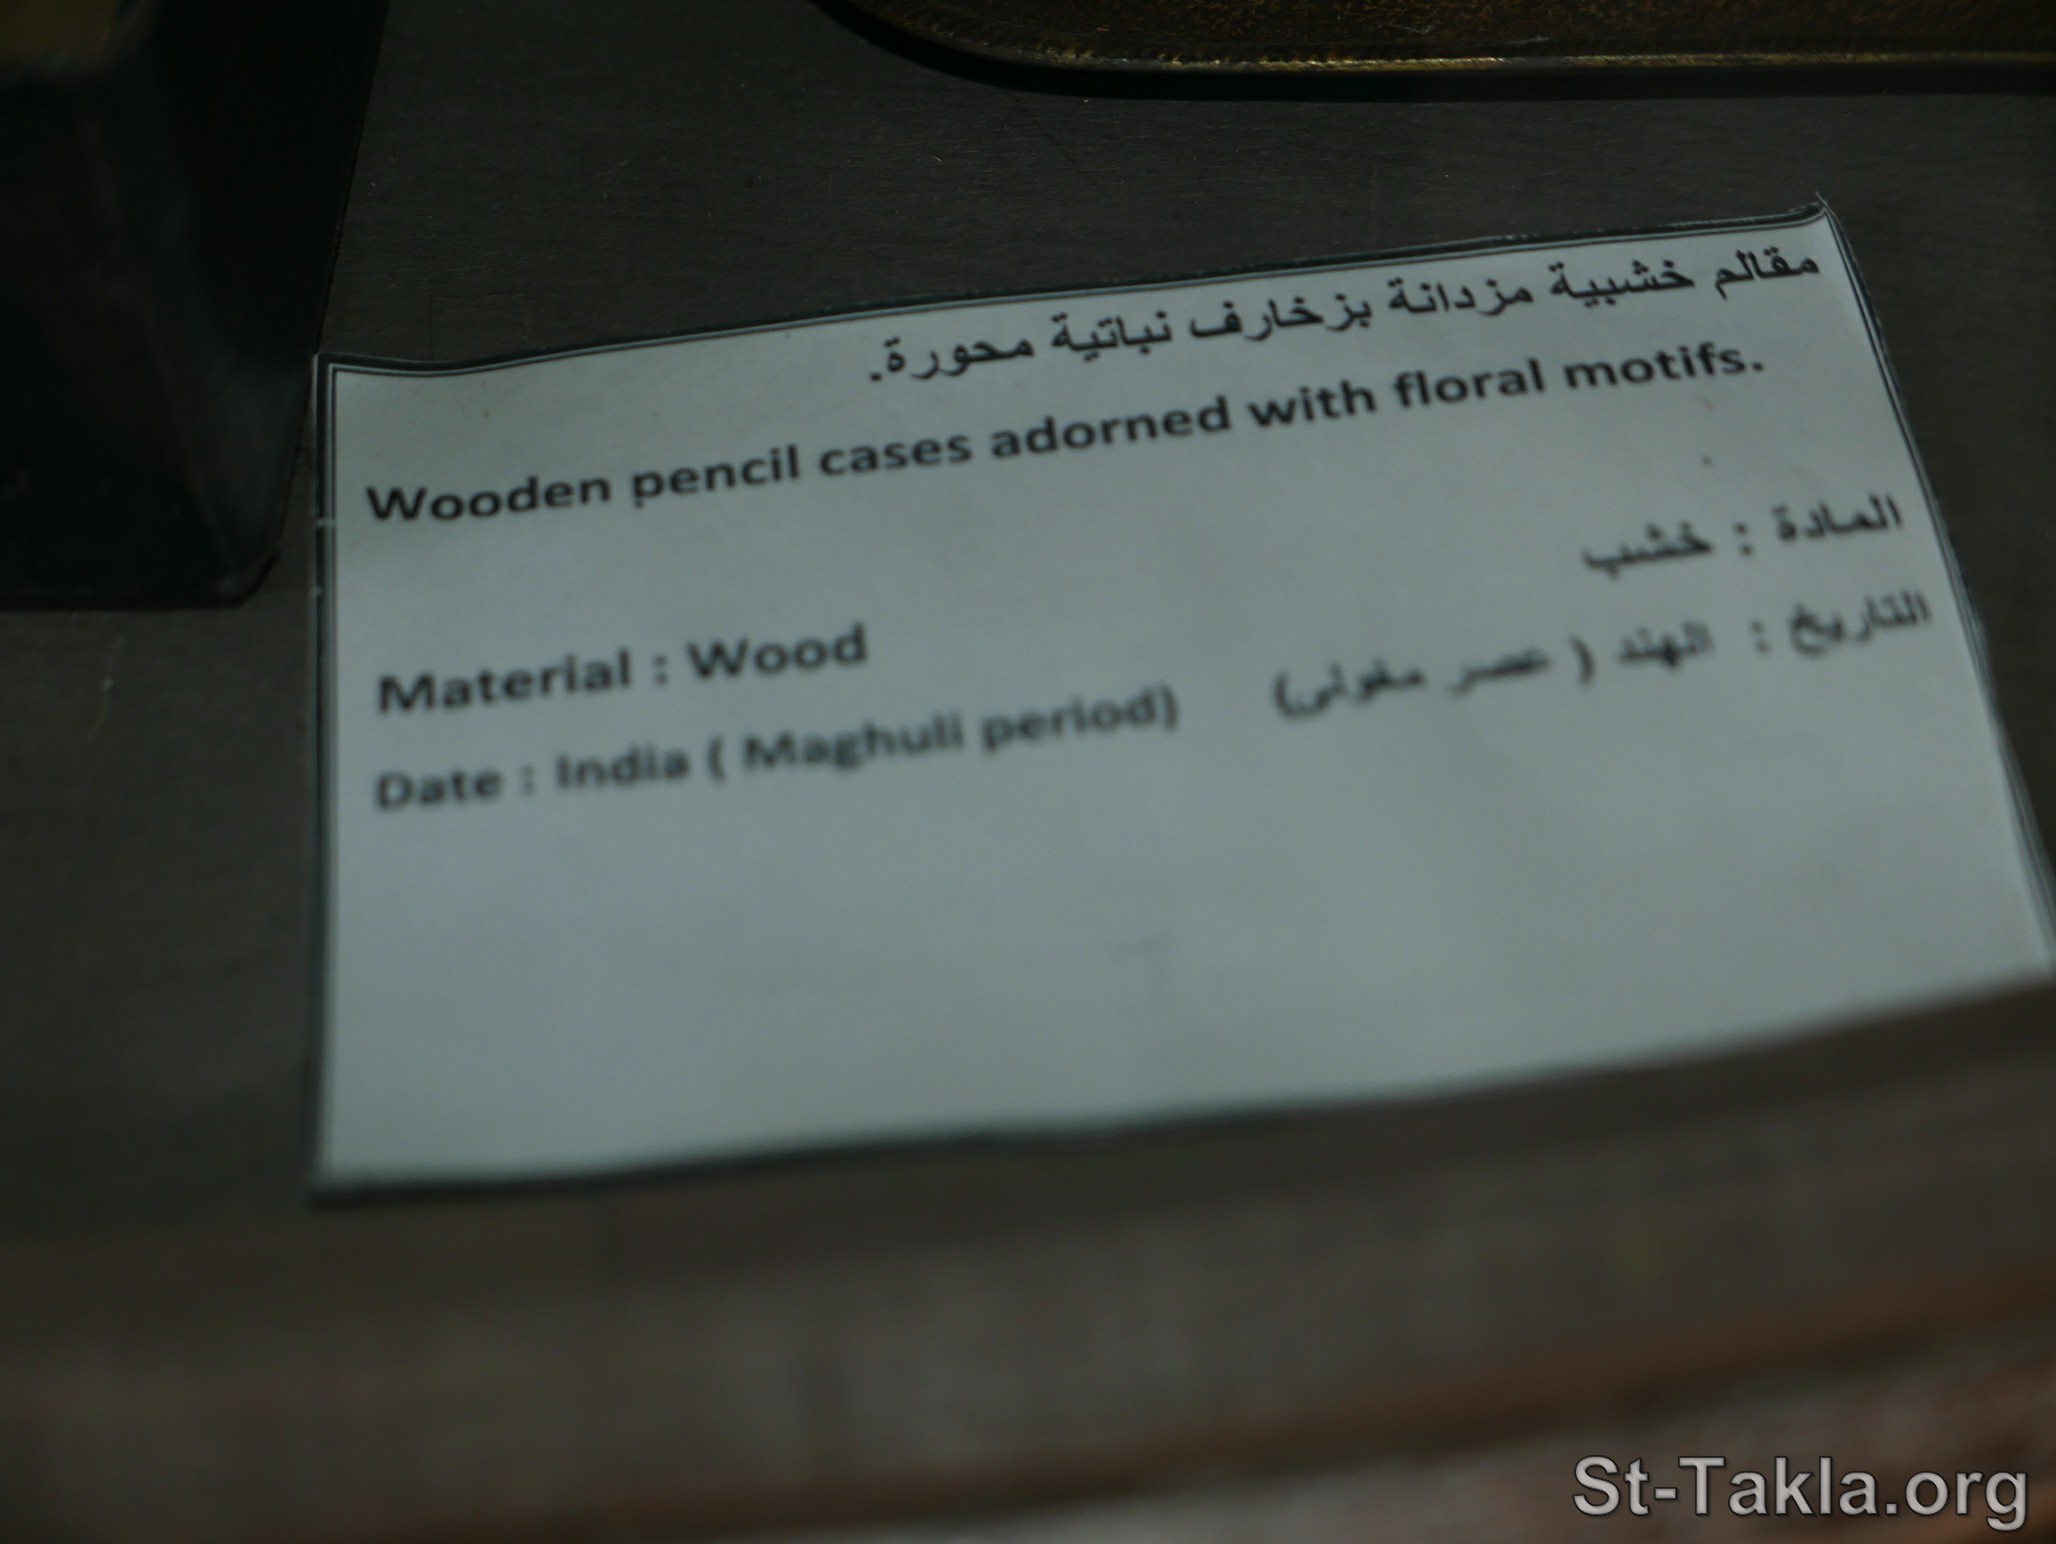 مقالم خشبية مزدانة بزخارف نباتية محورة.
Wooden pencil cases adorned with floral motifs.
المادة : خشب
Material : Wood
التاريخ : الهند ( عصر مغولى)
Date : India ( Maghuli period)
St-Takla.org